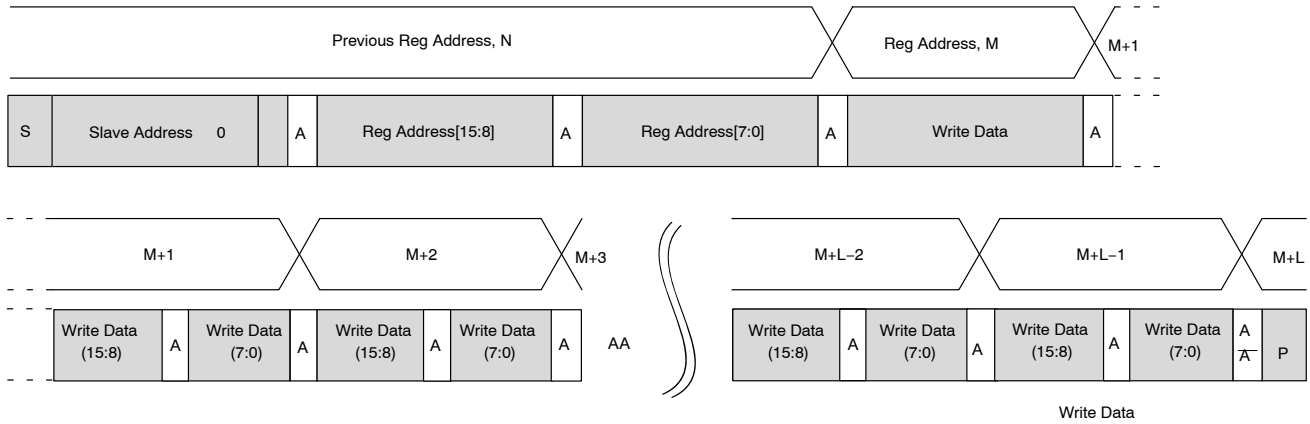 Previous Reg Address, N Reg Address, M M+1
S Slave Address 0 A Reg Address[15:8] A Reg Address[7:0] A Write Data A
M+1 M+2 M+3 M+L−2 M+L−1 M+L
Write Data (15:8) A Write Data (7:0) A Write Data (15:8) A Write Data (7:0) A AA Write Data (15:8) A Write Data (7:0) A Write Data (15:8) A Write Data (7:0) A A̅ P
Write Data